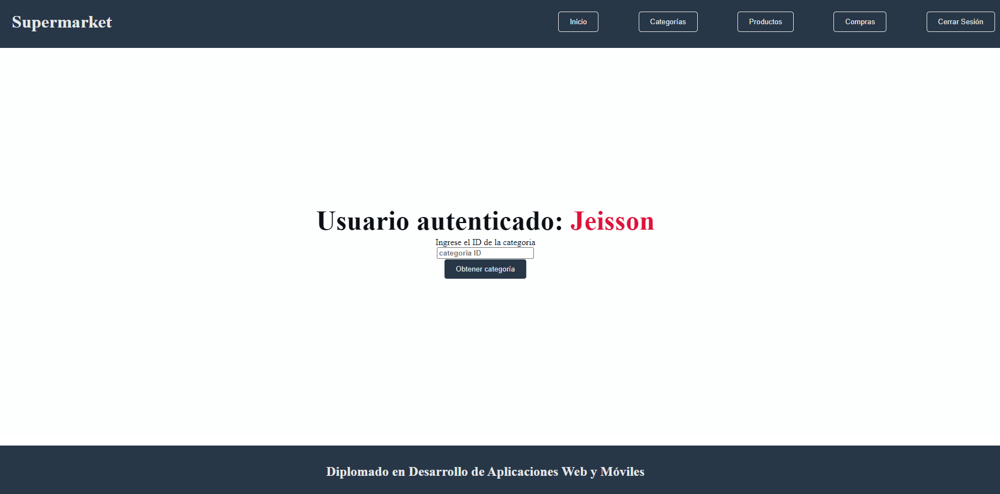 Supermarket
Inicio
Categorías
Productos
Compras
Cerrar Sesión
Usuario autenticado: Jeisson
Ingrese el ID de la categoria
categoria ID
Obtener categoría
Diplomado en Desarrollo de Aplicaciones Web y Móviles